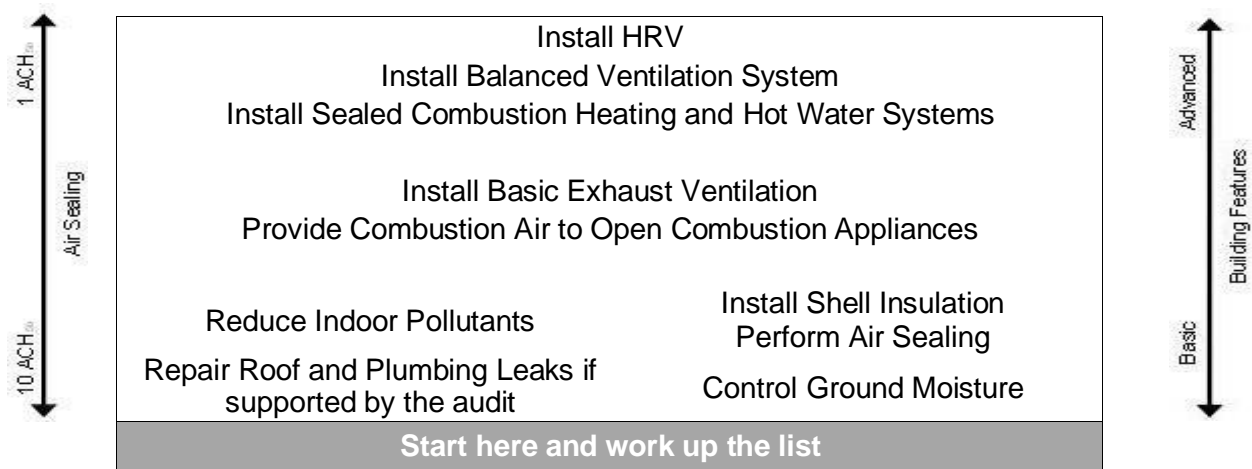 Install HRV
Install Balanced Ventilation System
Install Sealed Combustion Heating and Hot Water Systems
Install Basic Exhaust Ventilation
Provide Combustion Air to Open Combustion Appliances
Reduce Indoor Pollutants
Repair Roof and Plumbing Leaks if
supported by the audit
Install Shell Insulation
Perform Air Sealing
Control Ground Moisture
Start here and work up the list
1 ACH50
Air Sealing
10 ACH50
Advanced
Building Features
Basic